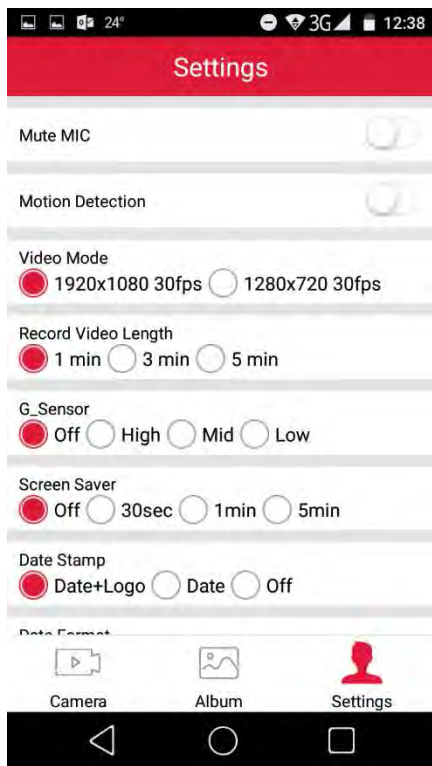 24° 3G 12:38
Settings
Mute MIC
Motion Detection
Video Mode
1920x1080 30fps 1280x720 30fps
Record Video Length
1 min 3 min 5 min
G_Sensor
Off High Mid Low
Screen Saver
Off 30sec 1min 5min
Date Stamp
Date+Logo Date Off
Date Format
Camera Album Settings